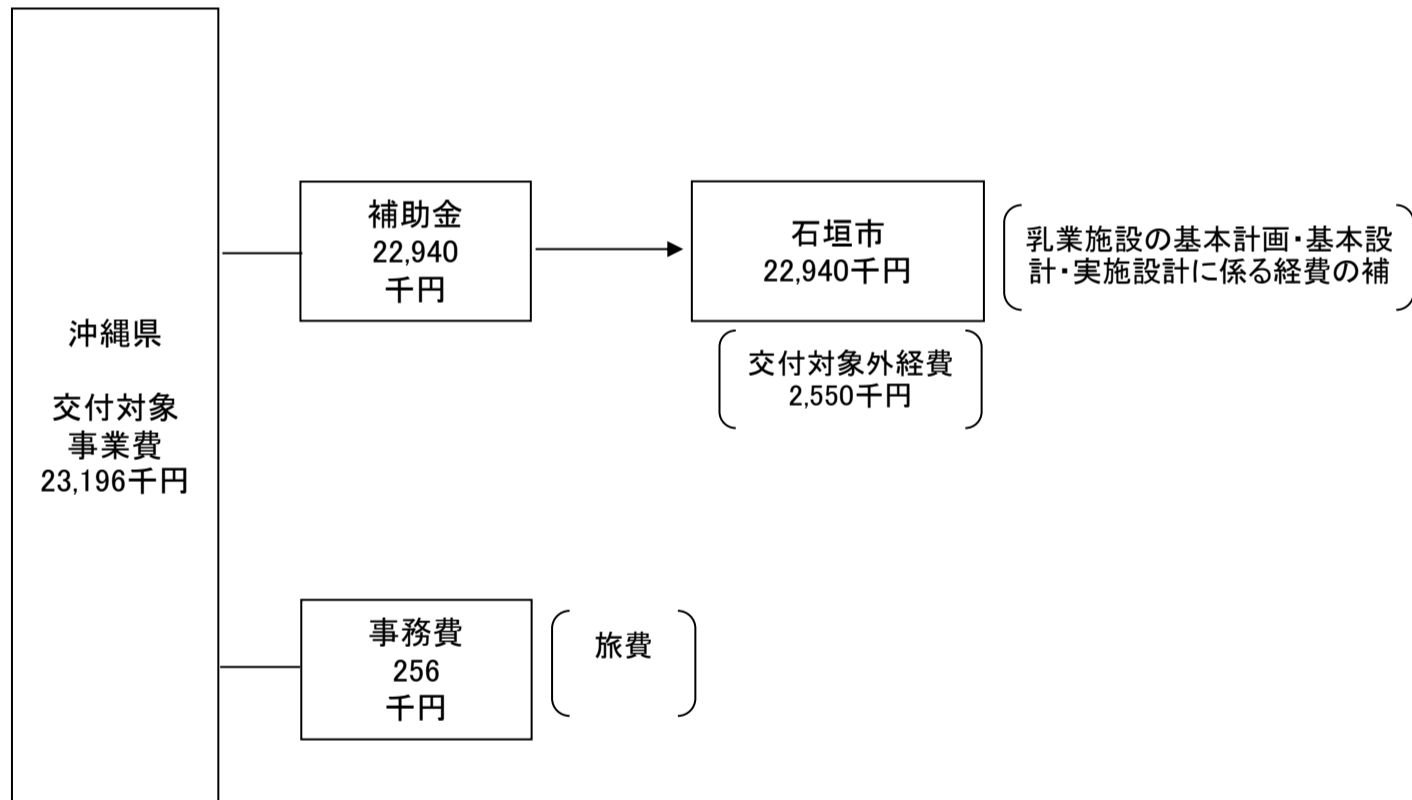 沖縄県
交付対象
事業費
23,196千円
補助金
22,940
千円
石垣市
22,940千円
乳業施設の基本計画・基本設
計・実施設計に係る経費の補
交付対象外経費
2,550千円
事務費
256
千円
旅費